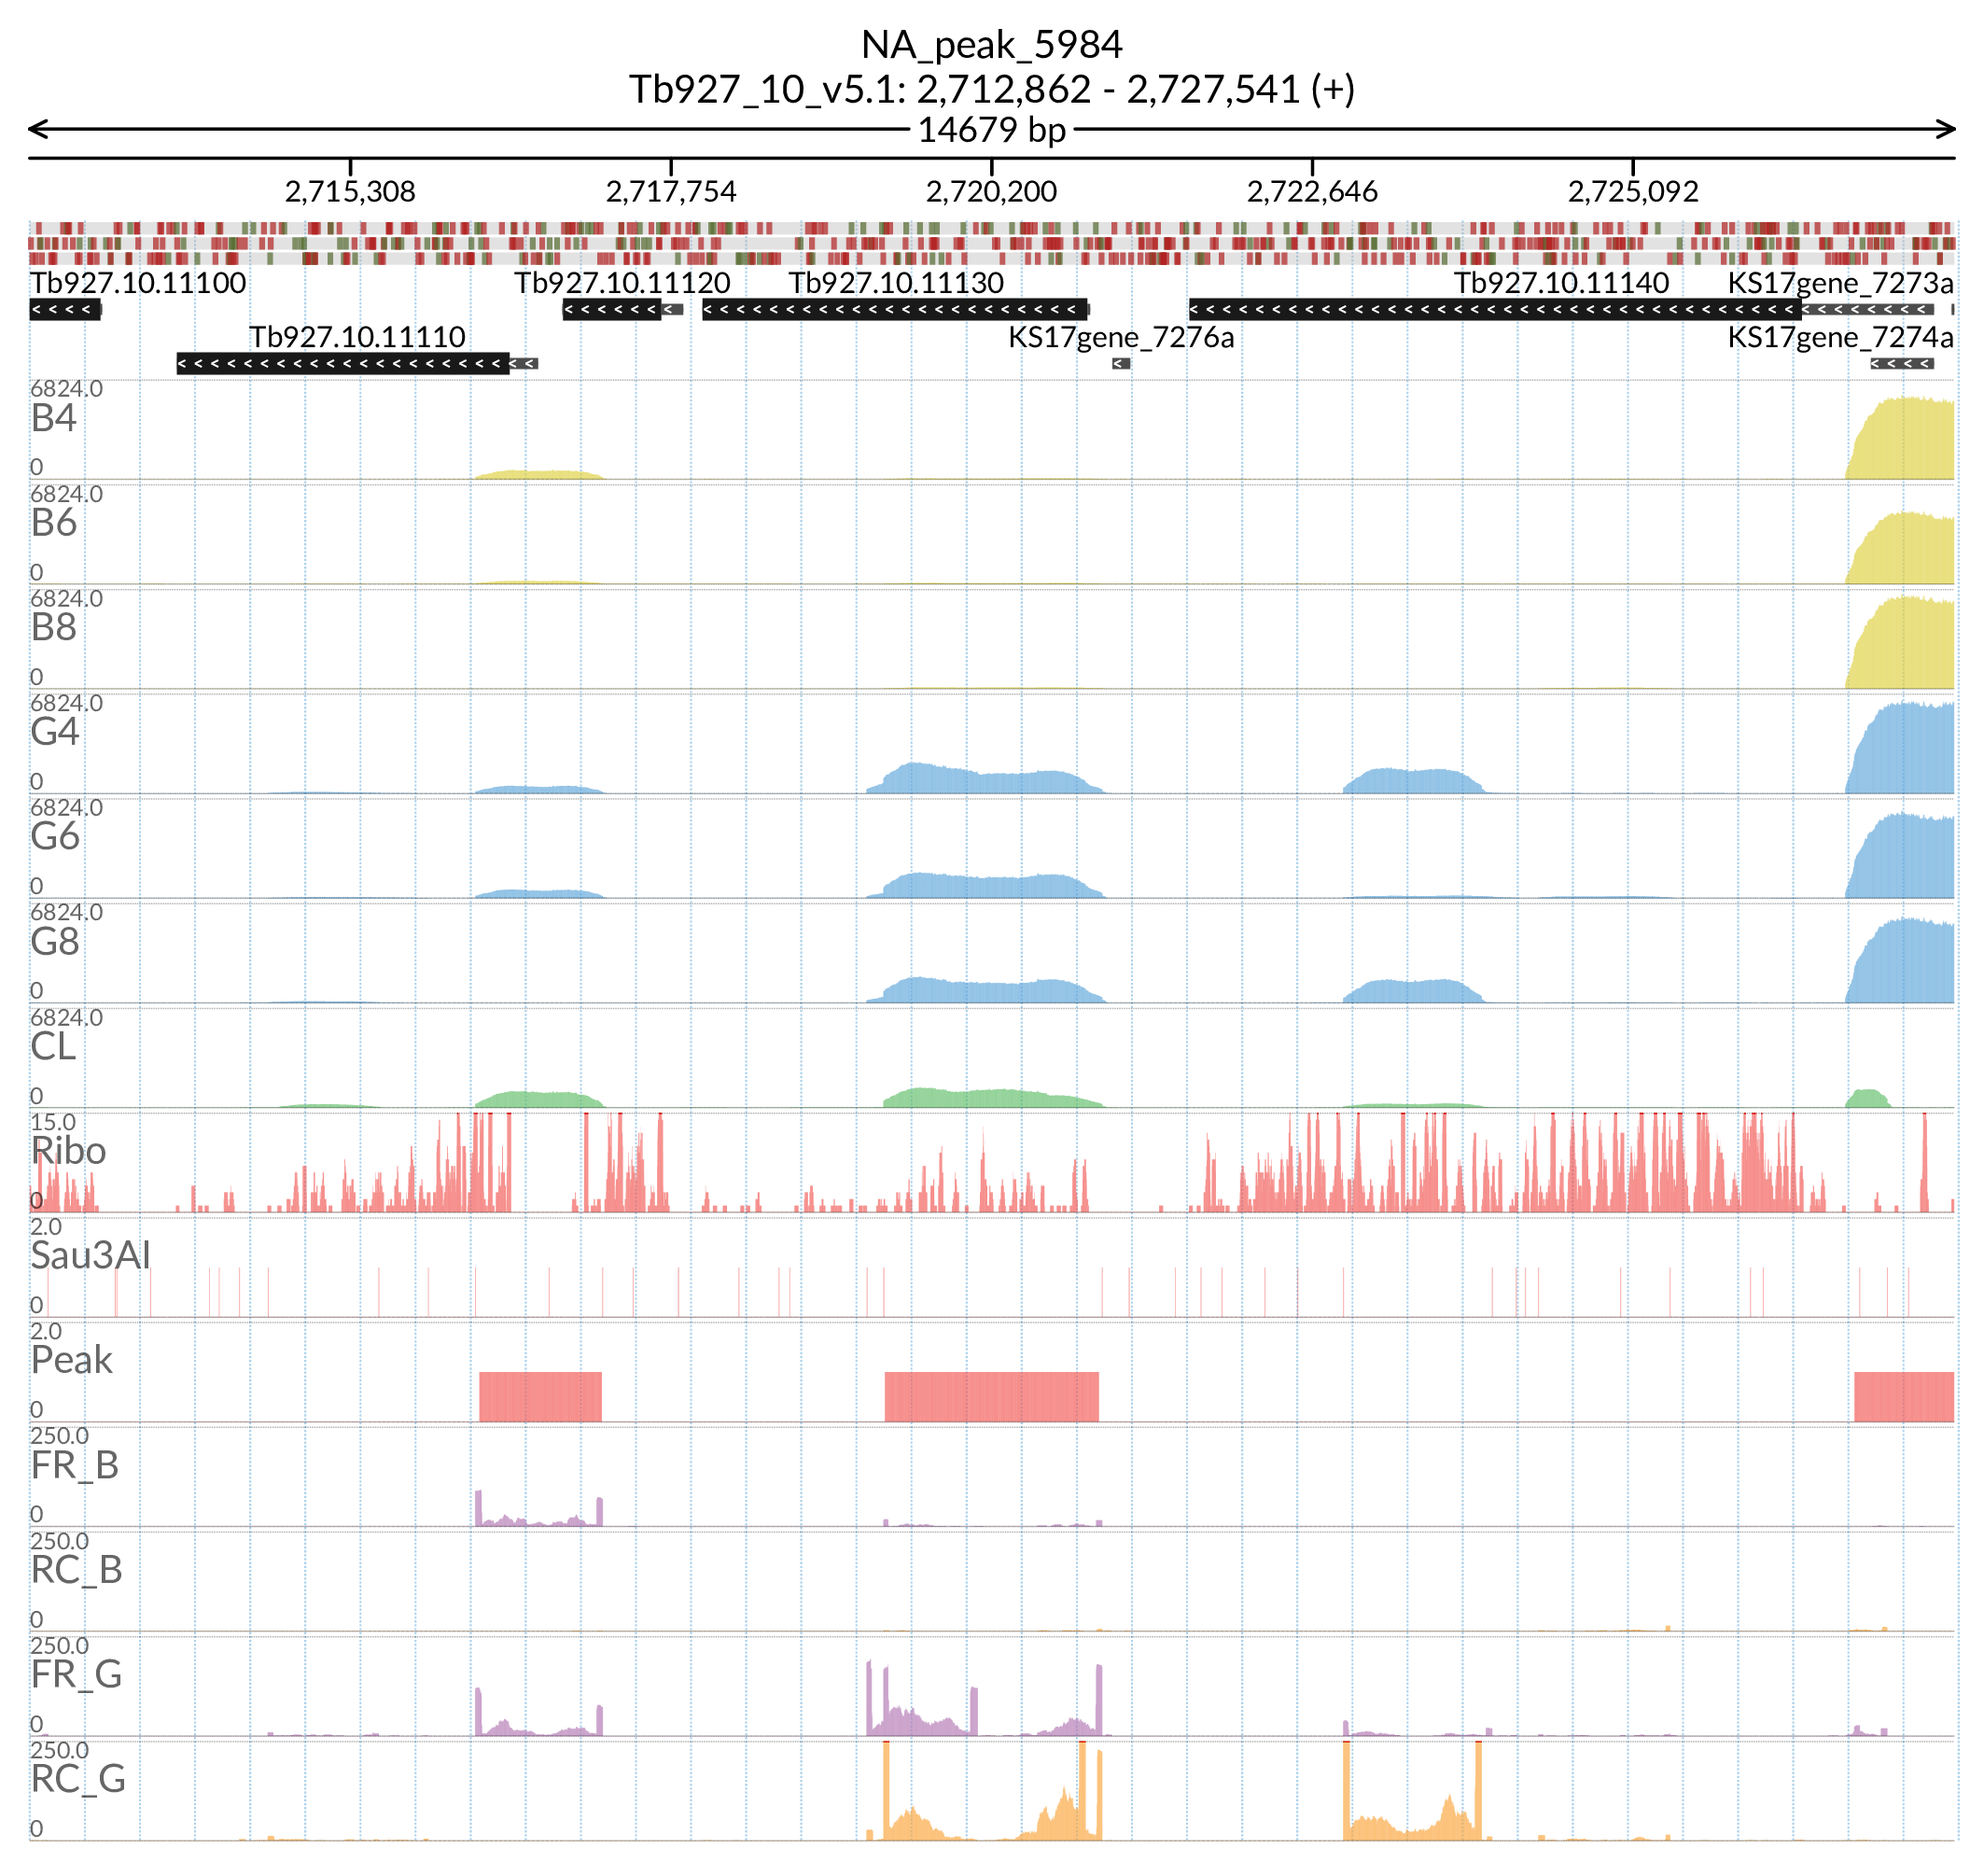 NA_peak_5984
Tb927_10_v5.1: 2,712,862 - 2,727,541 (+)
14679 bp
2,715,308 2,717,754 2,720,200 2,722,646 2,725,092
Tb927.10.11100 Tb927.10.11120 Tb927.10.11130 Tb927.10.11140 KS17gene_7273a
Tb927.10.11110 KS17gene_7276a KS17gene_7274a
6824.0
B4
0
6824.0
B6
0
6824.0
B8
0
6824.0
G4
0
6824.0
G6
0
6824.0
G8
0
6824.0
CL
0
15.0
Ribo
0
2.0
Sau3AI
0
2.0
Peak
0
250.0
FR_B
0
250.0
RC_B
0
250.0
FR_G
0
250.0
RC_G
0